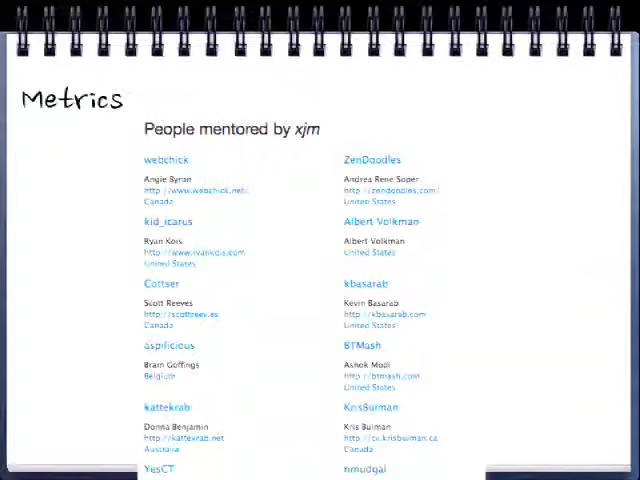 Metrics
People mentored by xjm
webchick
Angie Byron
http://www.webchick.net/
Canada
kid_icarus
Ryan Kois
http://www.ryankois.com
United States
Cottser
Scott Reeves
http://scottreev.es
Canada
aspilicious
Bram Goffings
Belgium
kattekrab
Donna Benjamin
http://kattekrab.net
Australia
YesCT
ZenDoodles
Andrea Rene Soper
http://zendoodles.com/
United States
Albert Volkman
Albert Volkman
United States
kbasarab
Kevin Basarab
http://kbasarab.com
United States
BTMash
Ashok Modi
http://btmash.com
United States
KrisBulman
Kris Bulman
http://cv.krisbulman.ca
Canada
nmudgal